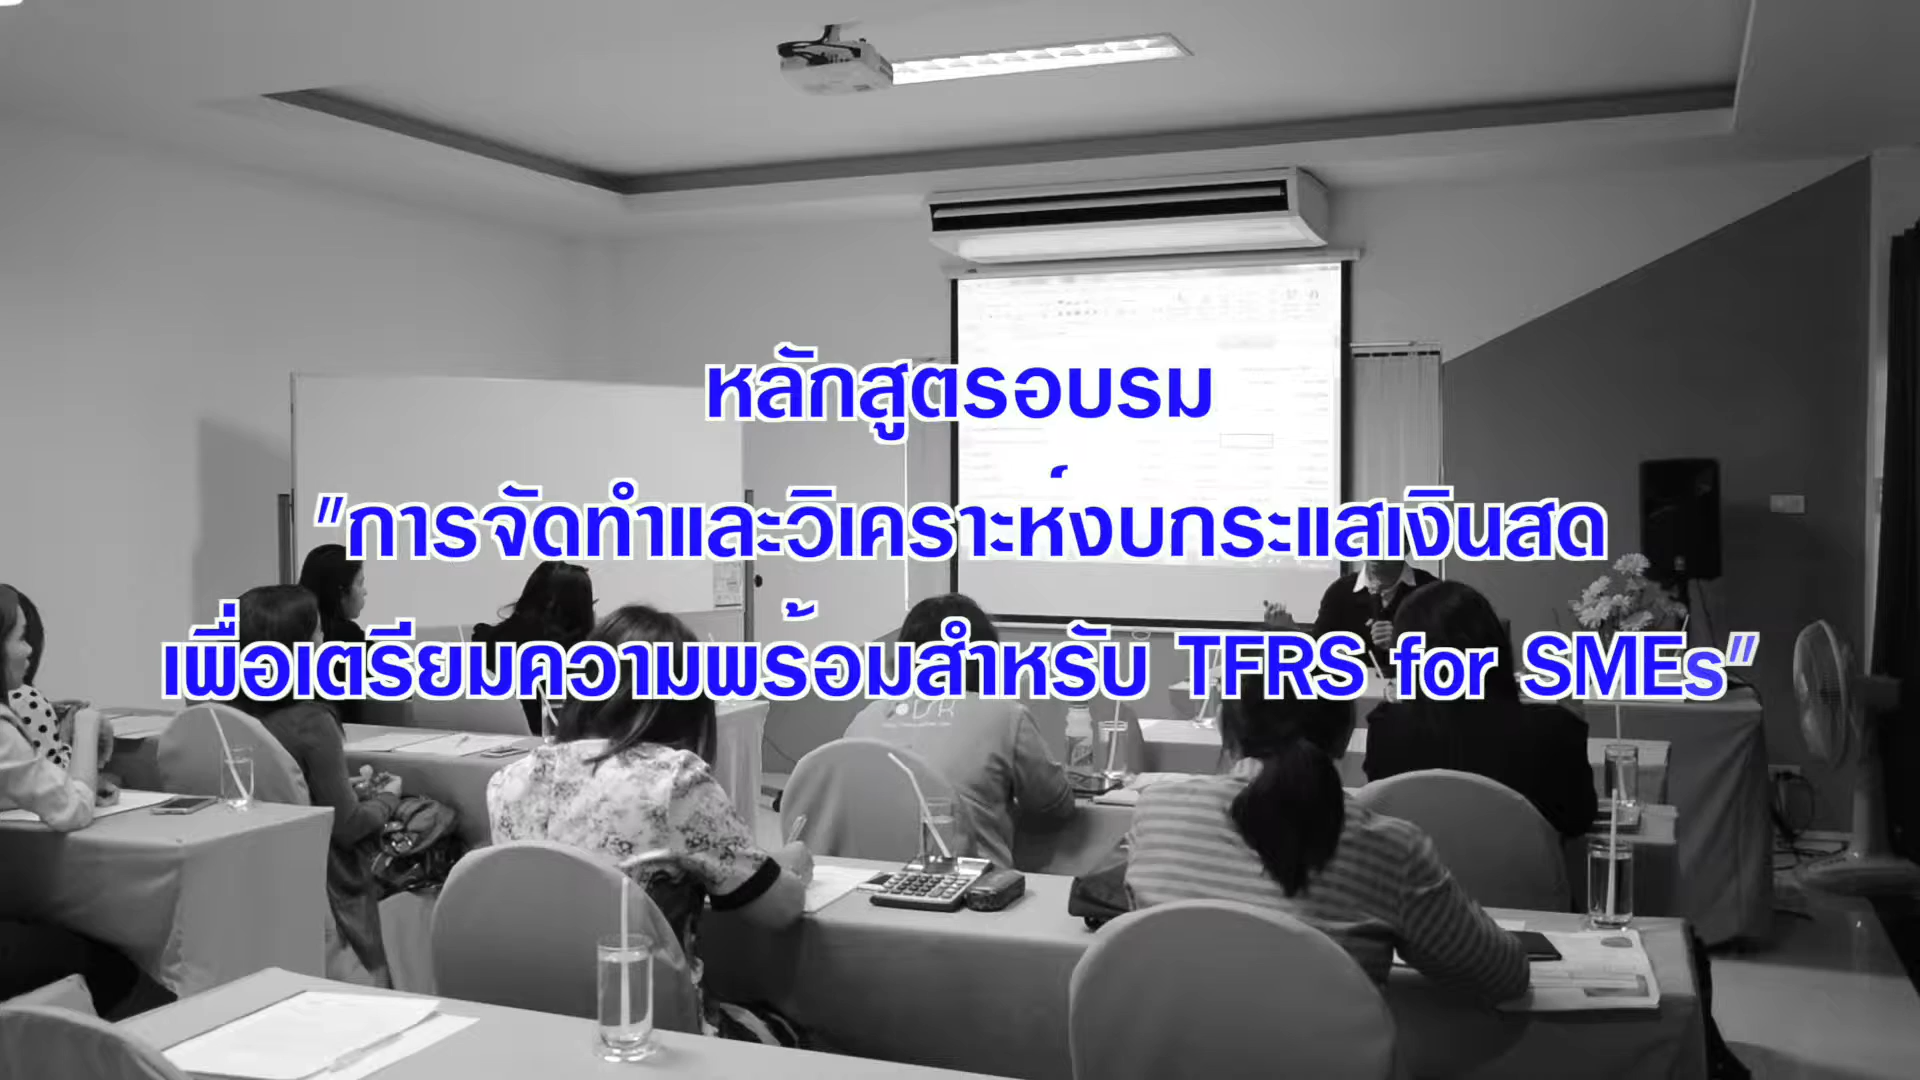 หลักสูตรอบรม
"การจัดทำและวิเคราะห์งบกระแสเงินสด
เพื่อเตรียมความพร้อมสำหรับ TFRS for SMEs"